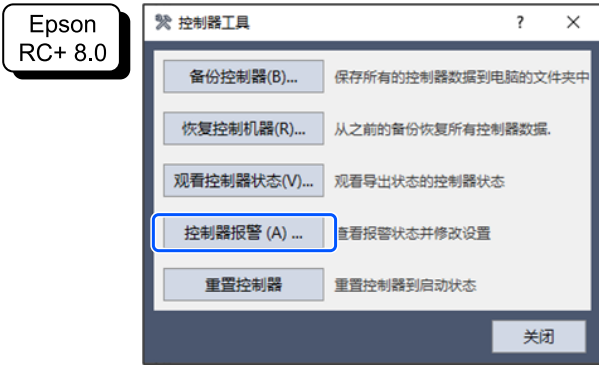 Epson
RC+ 8.0
控制器工具
备份控制器(B)...
保存所有的控制器数据到电脑的文件夹中
恢复控制机器(R)...
从之前的备份恢复所有控制器数据.
观看控制器状态(V)...
观看导出状态的控制器状态
控制器报警 (A) ...
查看报警状态并修改设置
重置控制器
重置控制器到启动状态
关闭